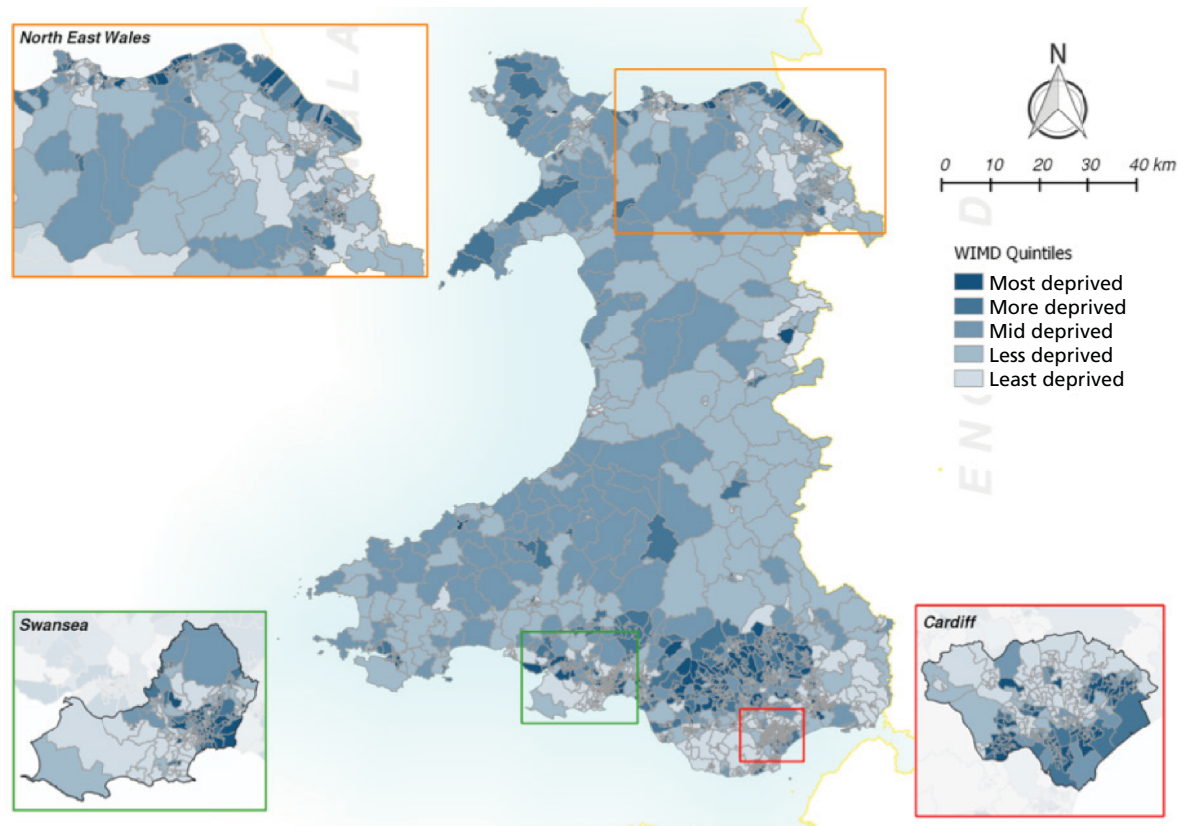 North East Wales
N
0 10 20 30 40 km
WIMD Quintiles
Most deprived
More deprived
Mid deprived
Less deprived
Least deprived
Swansea
Cardiff